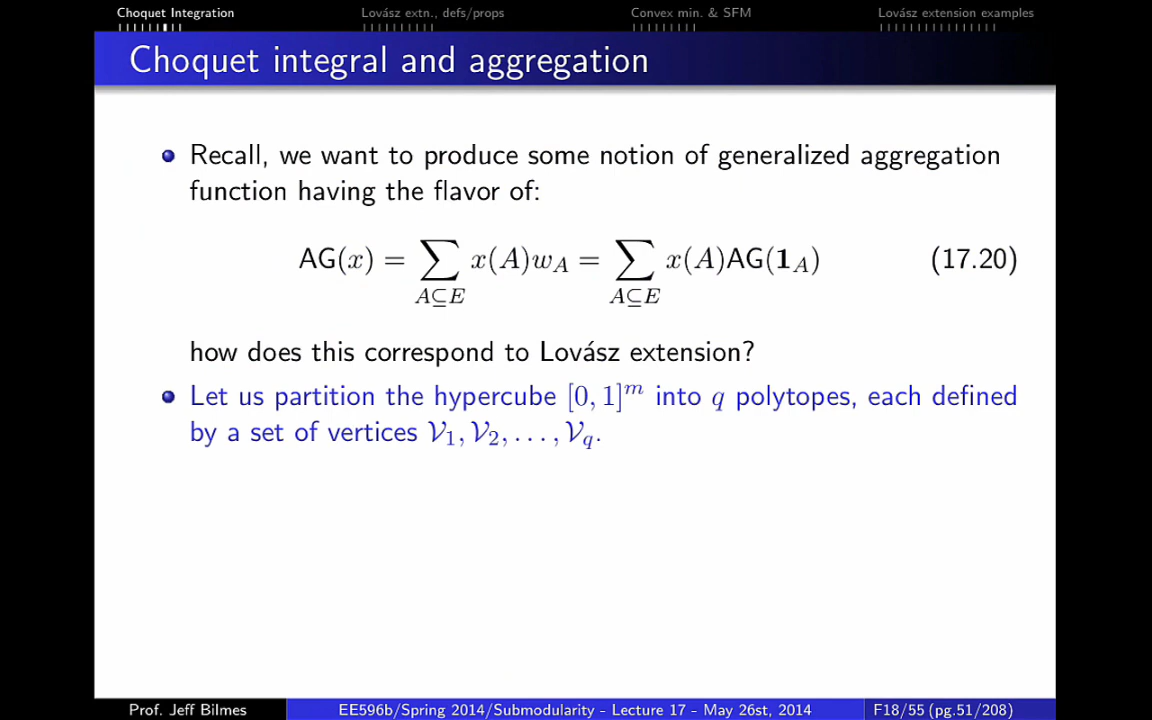 Choquet Integration Lovász extn., defs/props Convex min. & SFM Lovász extension examples
Choquet integral and aggregation
Recall, we want to produce some notion of generalized aggregation
function having the flavor of:
AG(x) = ∑_{A⊆E} x(A)w_A = ∑_{A⊆E} x(A)AG(1_A) (17.20)
how does this correspond to Lovász extension?
Let us partition the hypercube [0, 1]^m into q polytopes, each defined
by a set of vertices 𝒱_1, 𝒱_2, . . . , 𝒱_q.
Prof. Jeff Bilmes EE596b/Spring 2014/Submodularity - Lecture 17 - May 26st, 2014 F18/55 (pg.51/208)